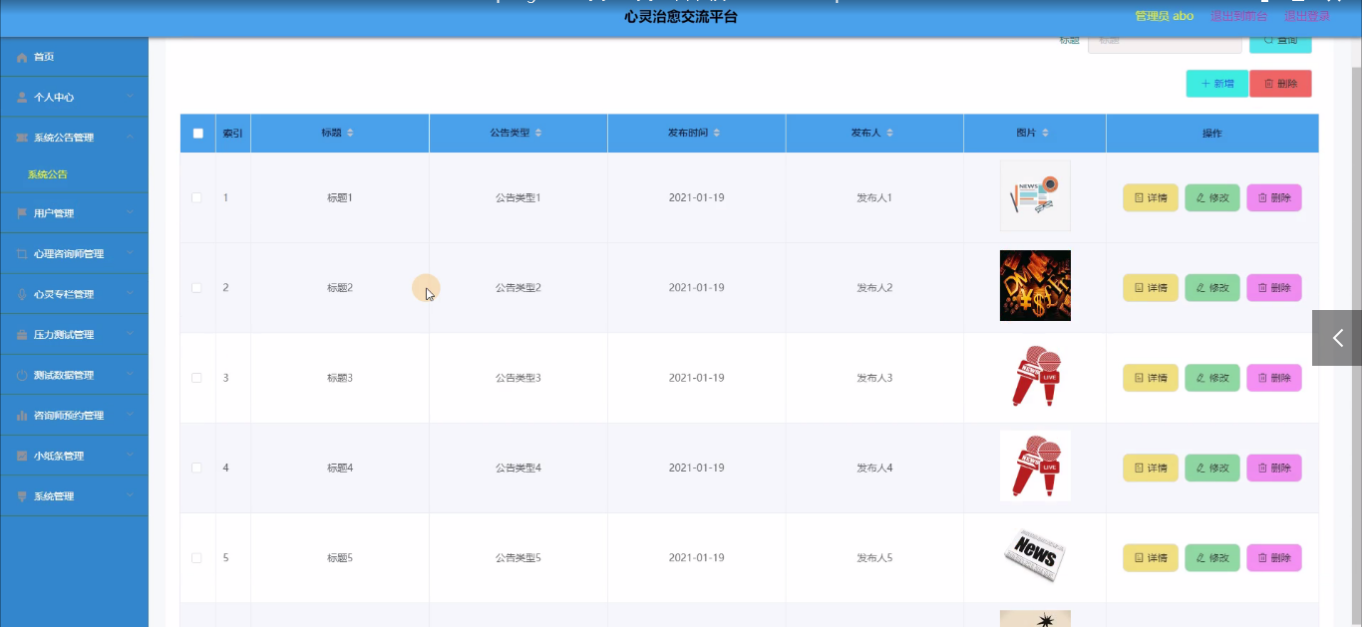 心灵治愈交流平台
管理员 abo 退出到前台 退出登录
首页
个人中心
系统公告管理
系统公告
用户管理
心理咨询师管理
心灵专栏管理
压力测试管理
测试数据管理
咨询师预约管理
小纸条管理
系统管理
标题 标题 查询
+ 新增 删除
索引 标题 公告类型 发布时间 发布人 图片 操作
1 标题1 公告类型1 2021-01-19 发布人1 NEWS 详情 修改 删除
2 标题2 公告类型2 2021-01-19 发布人2 详情 修改 删除
3 标题3 公告类型3 2021-01-19 发布人3 NEWS LIVE 详情 修改 删除
4 标题4 公告类型4 2021-01-19 发布人4 NEWS LIVE 详情 修改 删除
5 标题5 公告类型5 2021-01-19 发布人5 News 详情 修改 删除